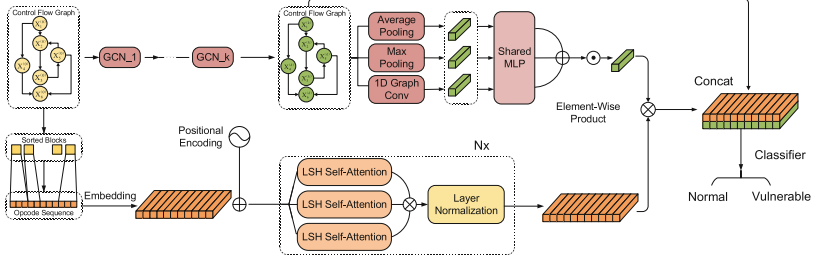 Control Flow Graph
Control Flow Graph
GCN_1
GCN_k
Average
Pooling
Max
Pooling
1D Graph
Conv
Shared
MLP
Element-Wise
Product
Concat
Classifier
Normal
Vulnerable
Sorted Blocks
Opcode Sequence
Embedding
Positional
Encoding
Nx
LSH Self-Attention
LSH Self-Attention
LSH Self-Attention
Layer
Normalization